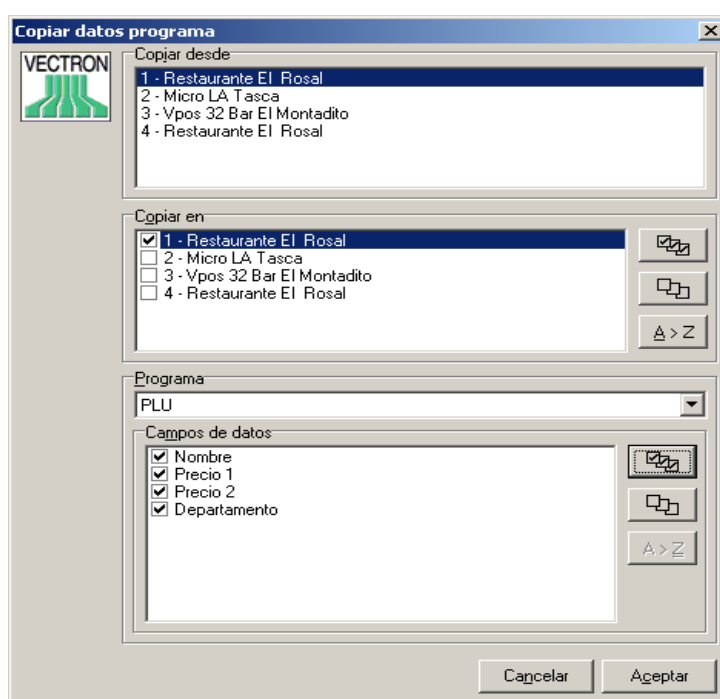 Copiar datos programa
VECTRON
Copiar desde
1 - Restaurante El Rosal
2 - Micro LA Tasca
3 - Vpos 32 Bar El Montadito
4 - Restaurante El Rosal
Copiar en
1 - Restaurante El Rosal
2 - Micro LA Tasca
3 - Vpos 32 Bar El Montadito
4 - Restaurante El Rosal
A > Z
Programa
PLU
Campos de datos
Nombre
Precio 1
Precio 2
Departamento
A > Z
Cancelar
Aceptar